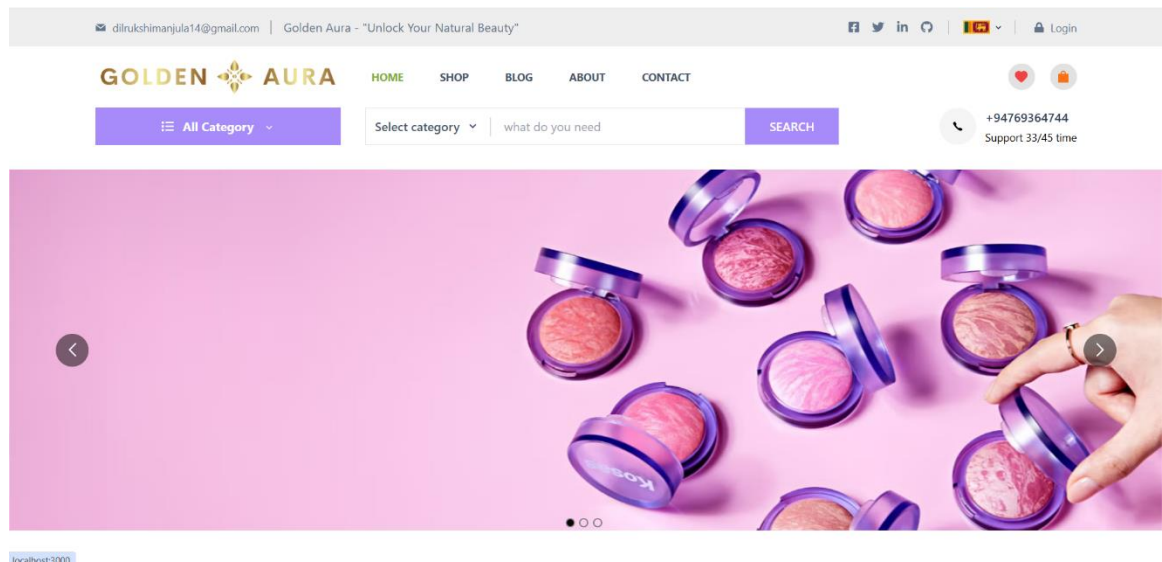 dilrukshimanjula14@gmail.com | Golden Aura - "Unlock Your Natural Beauty"
Login
GOLDEN AURA
HOME SHOP BLOG ABOUT CONTACT
All Category
Select category what do you need SEARCH
+94769364744
Support 33/45 time
Kosas
localhost:3000